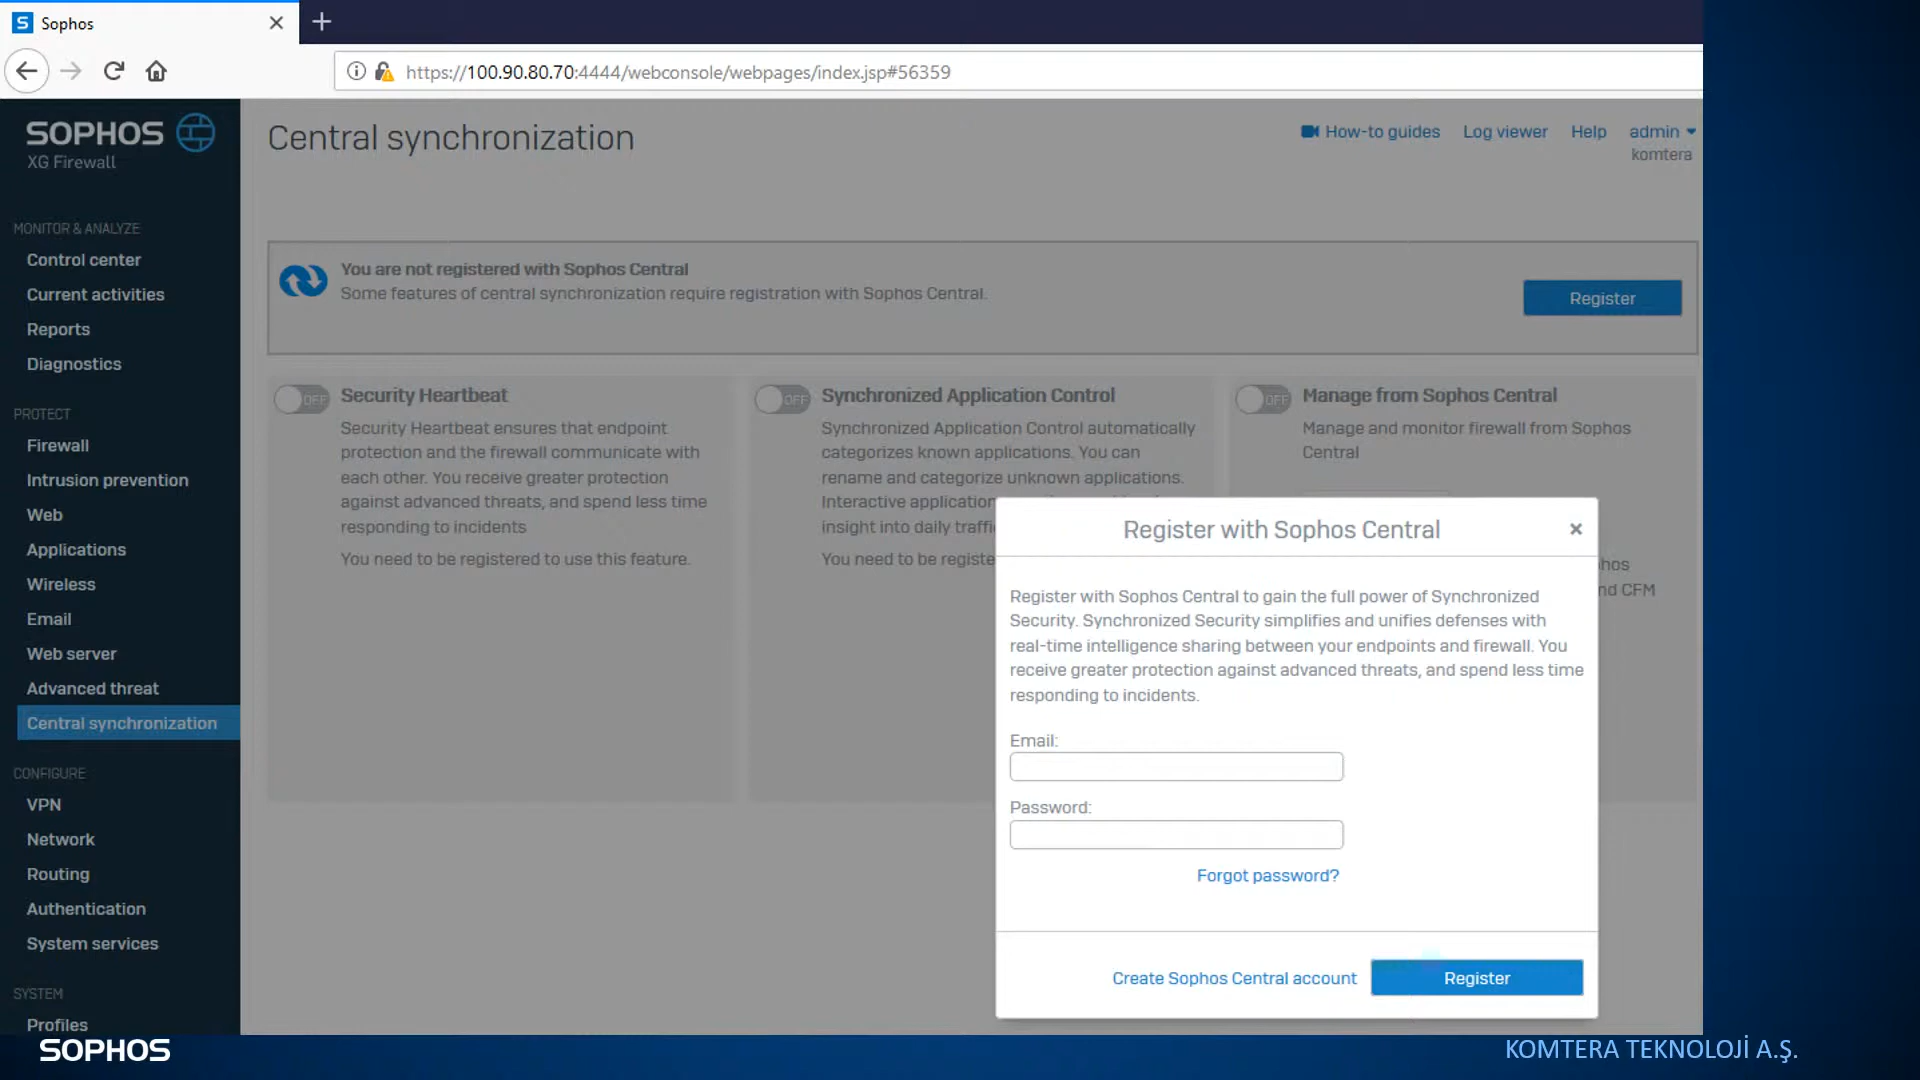 S Sophos
https://100.90.80.70:4444/webconsole/webpages/index.jsp#56359
SOPHOS
XG Firewall
MONITOR & ANALYZE
Control center
Current activities
Reports
Diagnostics
PROTECT
Firewall
Intrusion prevention
Web
Applications
Wireless
Email
Web server
Advanced threat
Central synchronization
CONFIGURE
VPN
Network
Routing
Authentication
System services
SYSTEM
Profiles
Central synchronization
How-to guides Log viewer Help admin
komtera
You are not registered with Sophos Central
Some features of central synchronization require registration with Sophos Central.
Register
OFF Security Heartbeat
Security Heartbeat ensures that endpoint
protection and the firewall communicate with
each other. You receive greater protection
against advanced threats, and spend less time
responding to incidents
You need to be registered to use this feature.
OFF Synchronized Application Control
Synchronized Application Control automatically
categorizes known applications. You can
rename and categorize unknown applications.
Interactive application
insight into daily traffi
You need to be registe
OFF Manage from Sophos Central
Manage and monitor firewall from Sophos
Central
hos
nd CFM
Register with Sophos Central
Register with Sophos Central to gain the full power of Synchronized
Security. Synchronized Security simplifies and unifies defenses with
real-time intelligence sharing between your endpoints and firewall. You
receive greater protection against advanced threats, and spend less time
responding to incidents.
Email:
Password:
Forgot password?
Create Sophos Central account Register
SOPHOS
KOMTERA TEKNOLOJİ A.Ş.